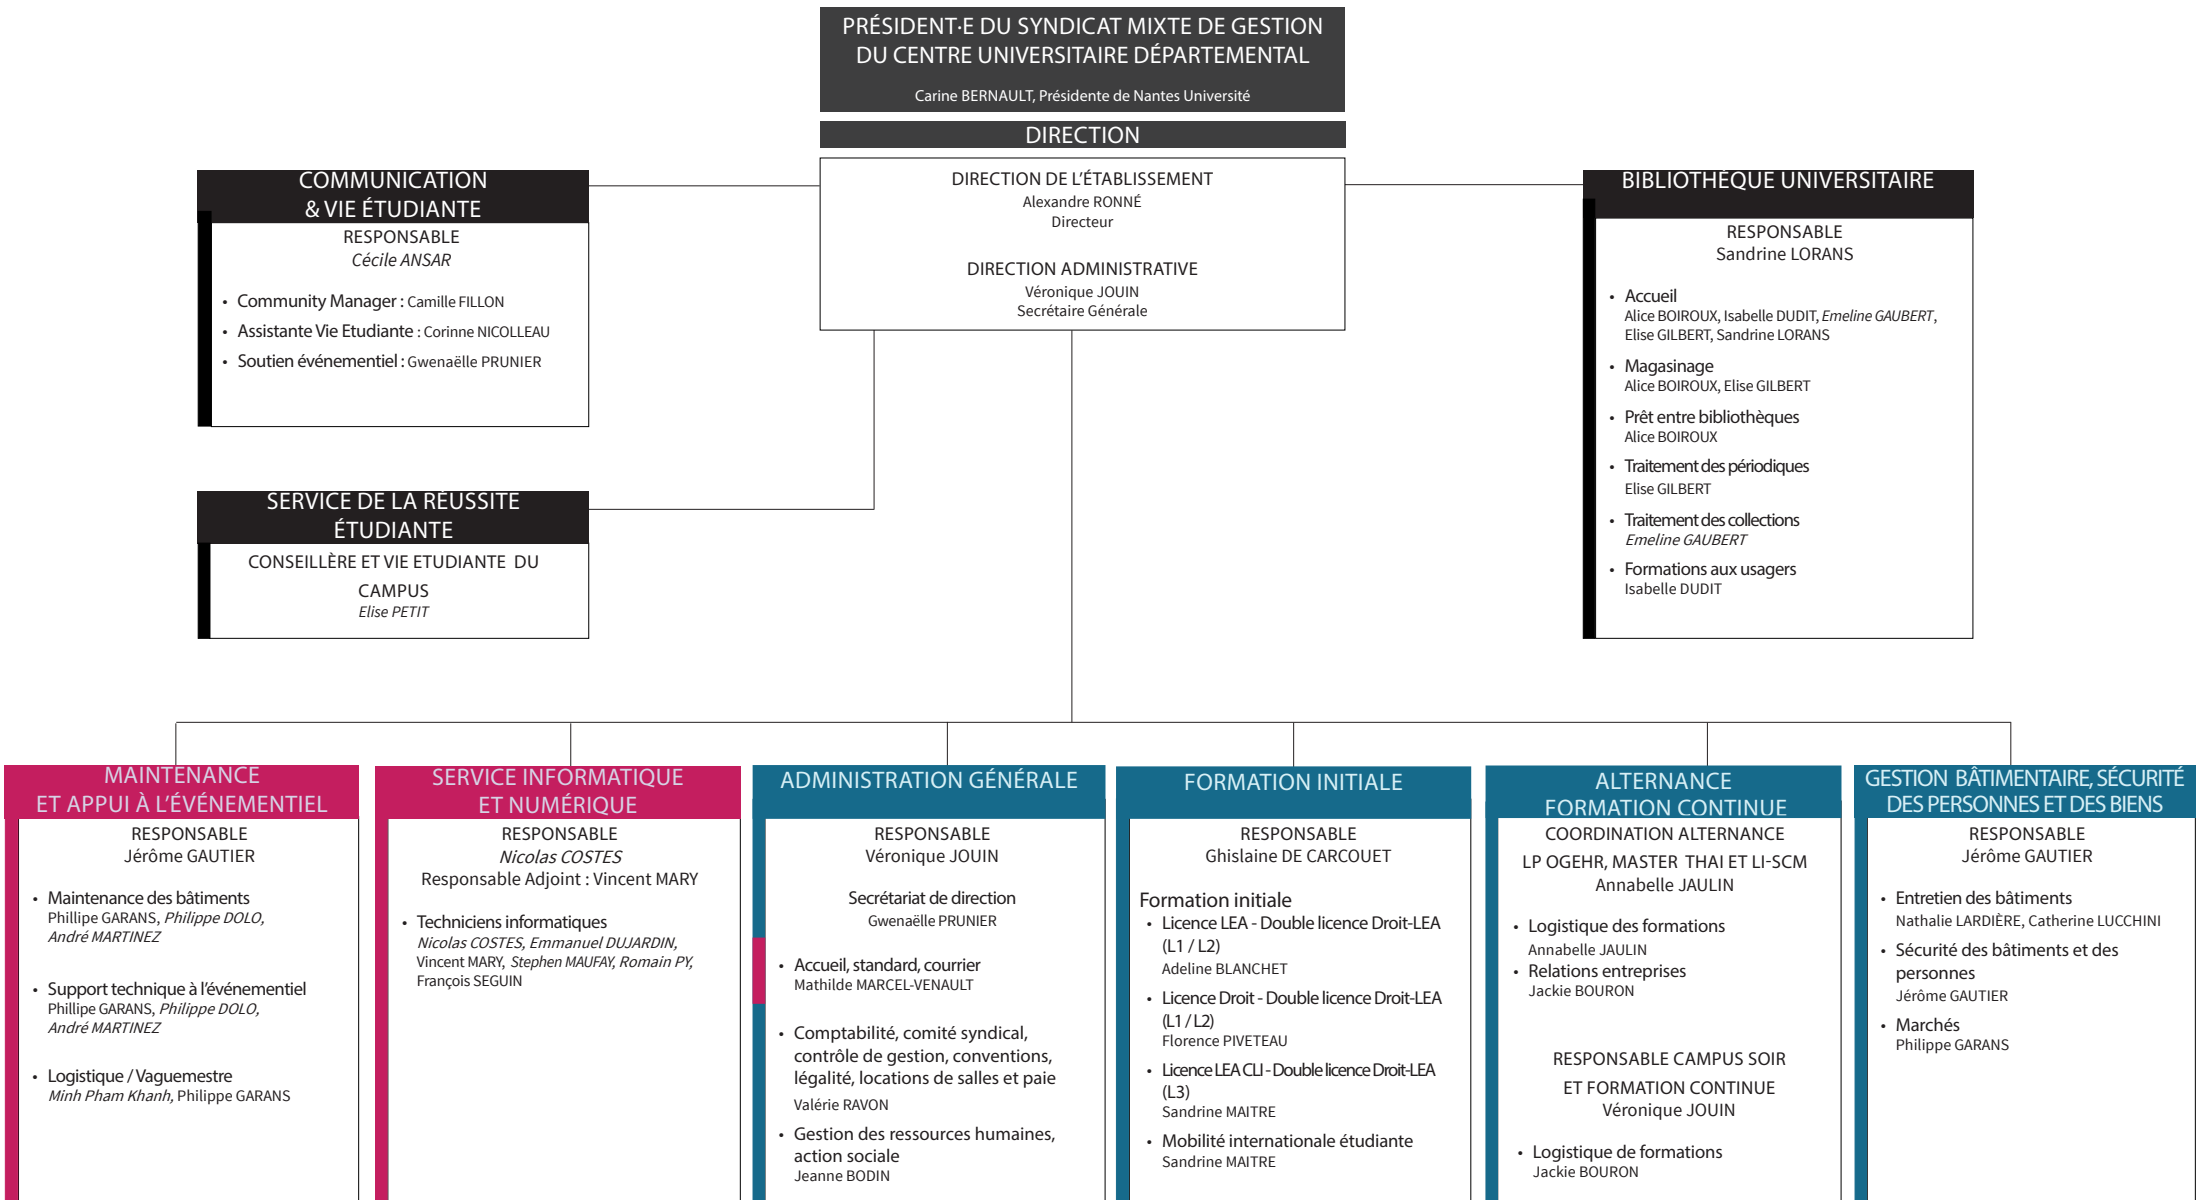 PRÉSIDENT·E DU SYNDICAT MIXTE DE GESTION
DU CENTRE UNIVERSITAIRE DÉPARTEMENTAL
Carine BERNAULT, Présidente de Nantes Université
DIRECTION
DIRECTION DE L'ÉTABLISSEMENT
Alexandre RONNÉ
Directeur
DIRECTION ADMINISTRATIVE
Véronique JOUIN
Secrétaire Générale
COMMUNICATION
& VIE ÉTUDIANTE
RESPONSABLE
Cécile ANSAR
• Community Manager : Camille FILLON
• Assistante Vie Etudiante : Corinne NICOLLEAU
• Soutien événementiel : Gwenaëlle PRUNIER
SERVICE DE LA RÉUSSITE
ÉTUDIANTE
CONSEILLÈRE ET VIE ETUDIANTE DU
CAMPUS
Elise PETIT
BIBLIOTHÈQUE UNIVERSITAIRE
RESPONSABLE
Sandrine LORANS
• Accueil
Alice BOIROUX, Isabelle DUDIT, Emeline GAUBERT,
Elise GILBERT, Sandrine LORANS
• Magasinage
Alice BOIROUX, Elise GILBERT
• Prêt entre bibliothèques
Alice BOIROUX
• Traitement des périodiques
Elise GILBERT
• Traitement des collections
Emeline GAUBERT
• Formations aux usagers
Isabelle DUDIT
MAINTENANCE
ET APPUI À L'ÉVÉNEMENTIEL
RESPONSABLE
Jérôme GAUTIER
• Maintenance des bâtiments
Phillipe GARANS, Philippe DOLO,
André MARTINEZ
• Support technique à l'événementiel
Phillipe GARANS, Philippe DOLO,
André MARTINEZ
• Logistique / Vaguemestre
Minh Pham Khanh, Philippe GARANS
SERVICE INFORMATIQUE
ET NUMÉRIQUE
RESPONSABLE
Nicolas COSTES
Responsable Adjoint : Vincent MARY
• Techniciens informatiques
Nicolas COSTES, Emmanuel DUJARDIN,
Vincent MARY, Stephen MAUFAY, Romain PY,
François SEGUIN
ADMINISTRATION GÉNÉRALE
RESPONSABLE
Véronique JOUIN
Secrétariat de direction
Gwenaëlle PRUNIER
• Accueil, standard, courrier
Mathilde MARCEL-VENAULT
• Comptabilité, comité syndical,
contrôle de gestion, conventions,
légalité, locations de salles et paie
Valérie RAVON
• Gestion des ressources humaines,
action sociale
Jeanne BODIN
FORMATION INITIALE
RESPONSABLE
Ghislaine DE CARCOUET
Formation initiale
• Licence LEA - Double licence Droit-LEA
(L1 / L2)
Adeline BLANCHET
• Licence Droit - Double licence Droit-LEA
(L1 / L2)
Florence PIVETEAU
• Licence LEA CLI - Double licence Droit-LEA
(L3)
Sandrine MAITRE
• Mobilité internationale étudiante
Sandrine MAITRE
ALTERNANCE
FORMATION CONTINUE
COORDINATION ALTERNANCE
LP OGEHR, MASTER THAI ET LI-SCM
Annabelle JAULIN
• Logistique des formations
Annabelle JAULIN
• Relations entreprises
Jackie BOURON
RESPONSABLE CAMPUS SOIR
ET FORMATION CONTINUE
Véronique JOUIN
• Logistique de formations
Jackie BOURON
GESTION BÂTIMENTAIRE, SÉCURITÉ
DES PERSONNES ET DES BIENS
RESPONSABLE
Jérôme GAUTIER
• Entretien des bâtiments
Nathalie LARDIÈRE, Catherine LUCCHINI
• Sécurité des bâtiments et des
personnes
Jérôme GAUTIER
• Marchés
Philippe GARANS